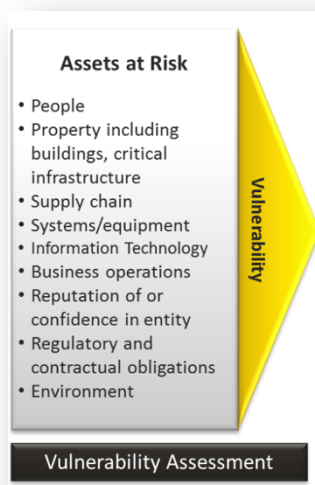 Assets at Risk
• People
• Property including
buildings, critical
infrastructure
• Supply chain
• Systems/equipment
• Information Technology
• Business operations
• Reputation of or
confidence in entity
• Regulatory and
contractual obligations
• Environment
Vulnerability
Vulnerability Assessment